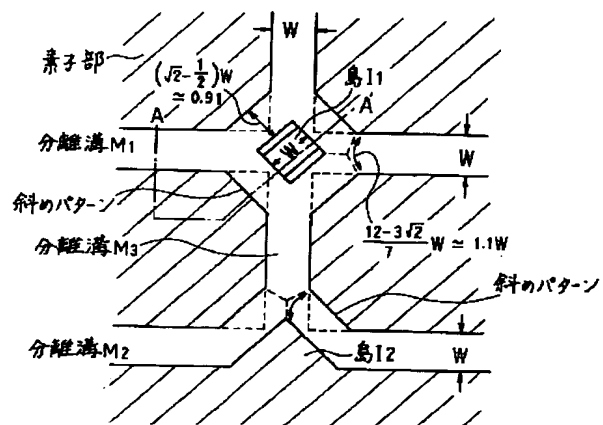 W
素子部
(√2-1/2)W
≃0.91
島I1
A
A
分離溝M1
W
W
斜めパターン
12-3√2/7 W ≃ 1.1W
分離溝M3
斜めパターン
分離溝M2
島I2
W